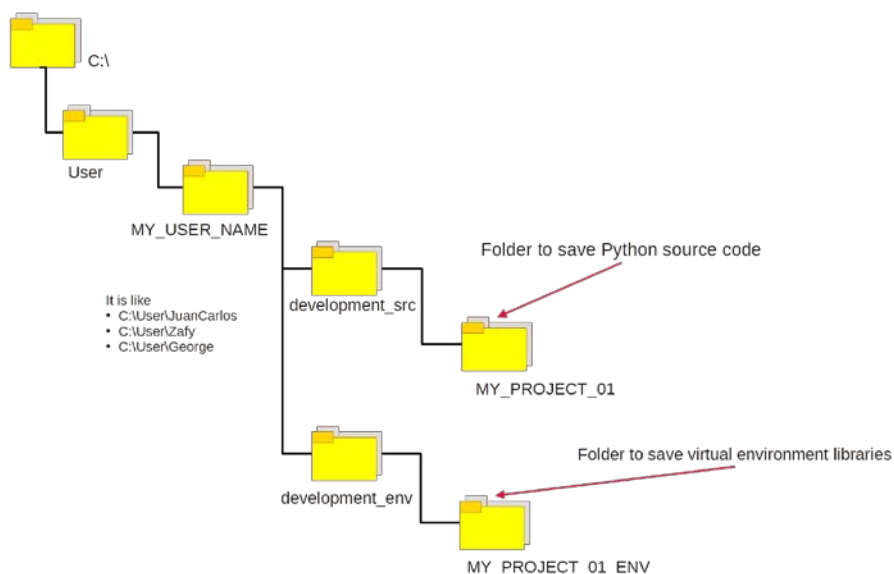 C:\
User
MY_USER_NAME
Folder to save Python source code
development_src
It is like
• C:\User\JuanCarlos
• C:\User\Zafy
• C:\User\George
MY_PROJECT_01
Folder to save virtual environment libraries
development_env
MY_PROJECT_01_ENV